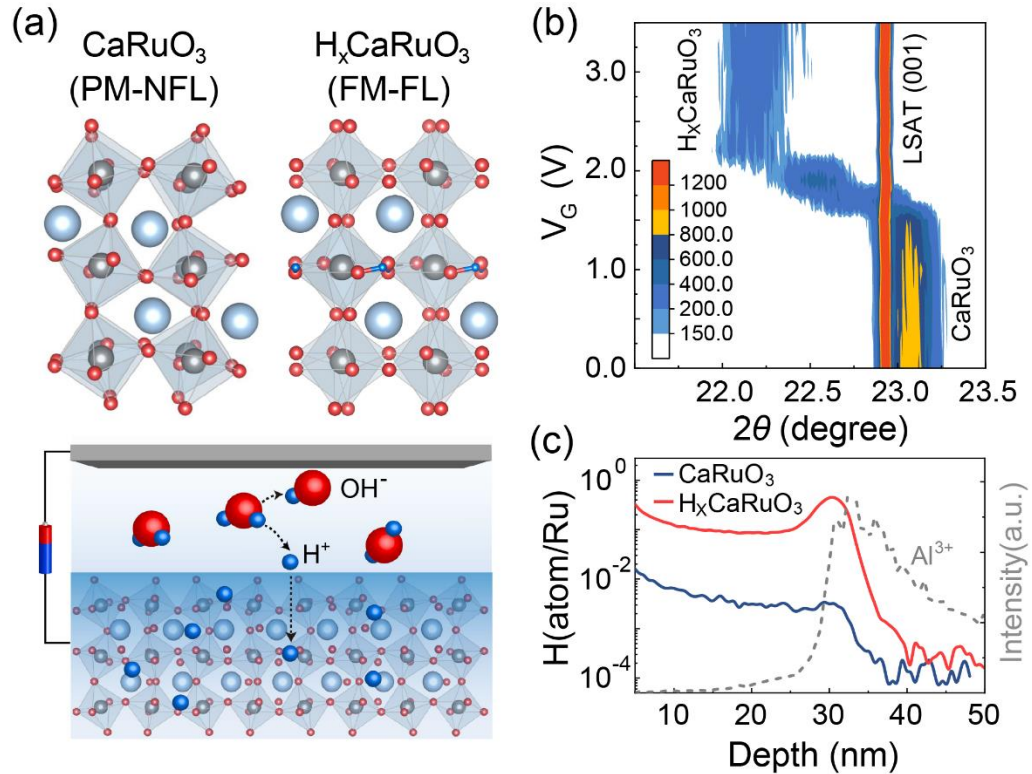 (a)
CaRuO₃
(PM-NFL)
HₓCaRuO₃
(FM-FL)
OH⁻
H⁺
(b)
3.0
2.0
1.0
0.0
V_G (V)
HₓCaRuO₃
1200
1000
800.0
600.0
400.0
200.0
150.0
LSAT (001)
CaRuO₃
22.0
22.5
23.0
23.5
2θ (degree)
(c)
10⁰
10⁻²
10⁻⁴
H(atom/Ru)
CaRuO₃
HₓCaRuO₃
Al³⁺
Intensity(a.u.)
10
20
30
40
50
Depth (nm)